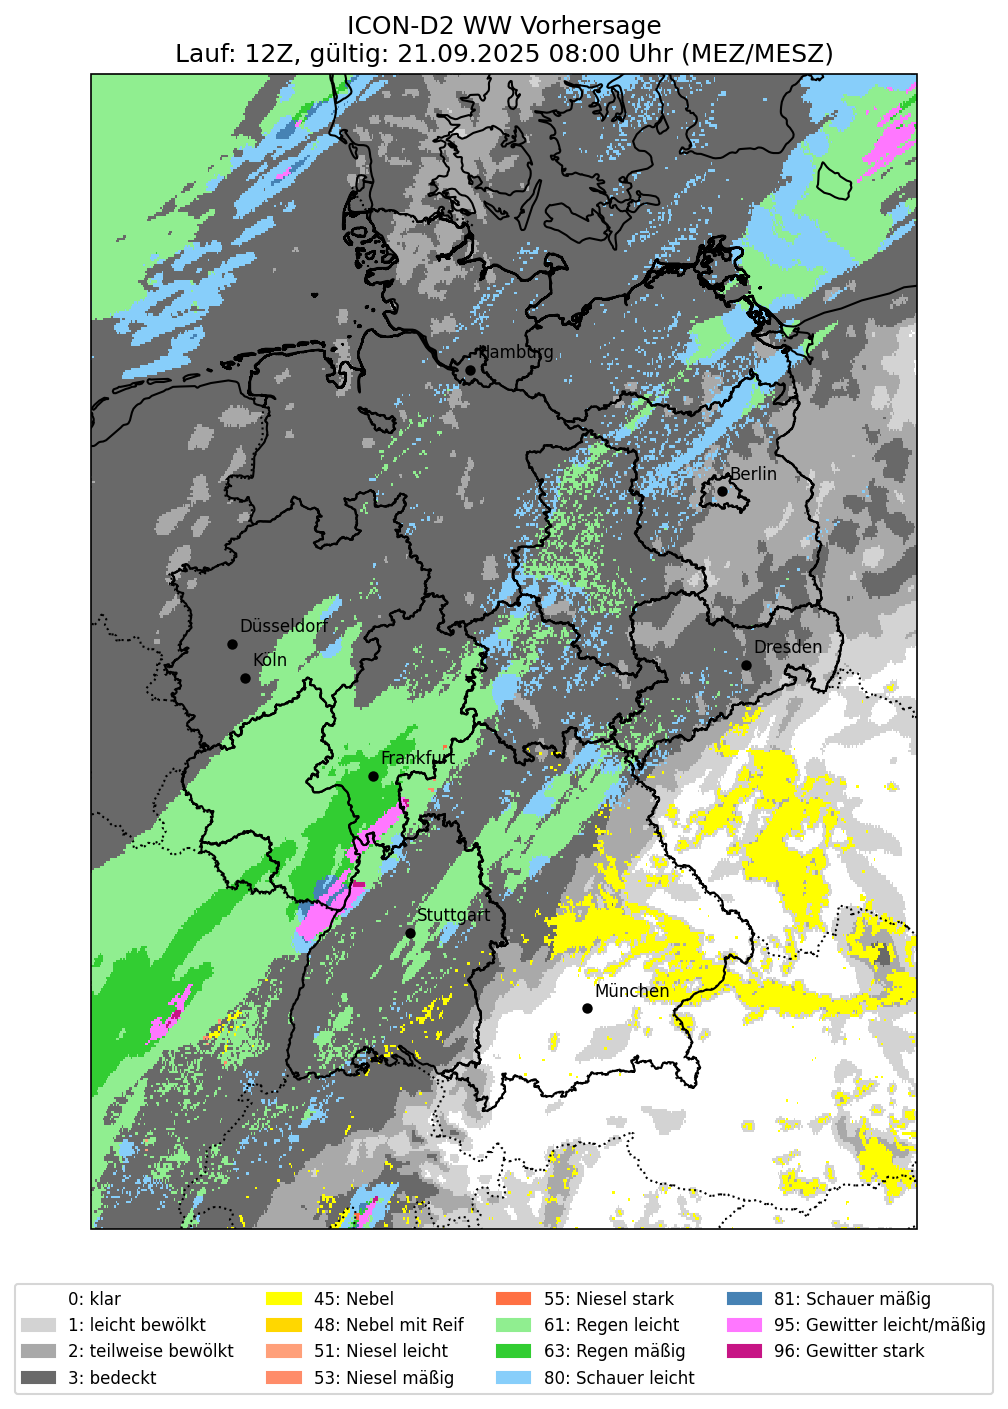 ICON-D2 WW Vorhersage
Lauf: 12Z, gültig: 21.09.2025 08:00 Uhr (MEZ/MESZ)
Hamburg
Berlin
Düsseldorf
Köln
Dresden
Frankfurt
Stuttgart
München
0: klar
1: leicht bewölkt
2: teilweise bewölkt
3: bedeckt
45: Nebel
48: Nebel mit Reif
51: Niesel leicht
53: Niesel mäßig
55: Niesel stark
61: Regen leicht
63: Regen mäßig
80: Schauer leicht
81: Schauer mäßig
95: Gewitter leicht/mäßig
96: Gewitter stark